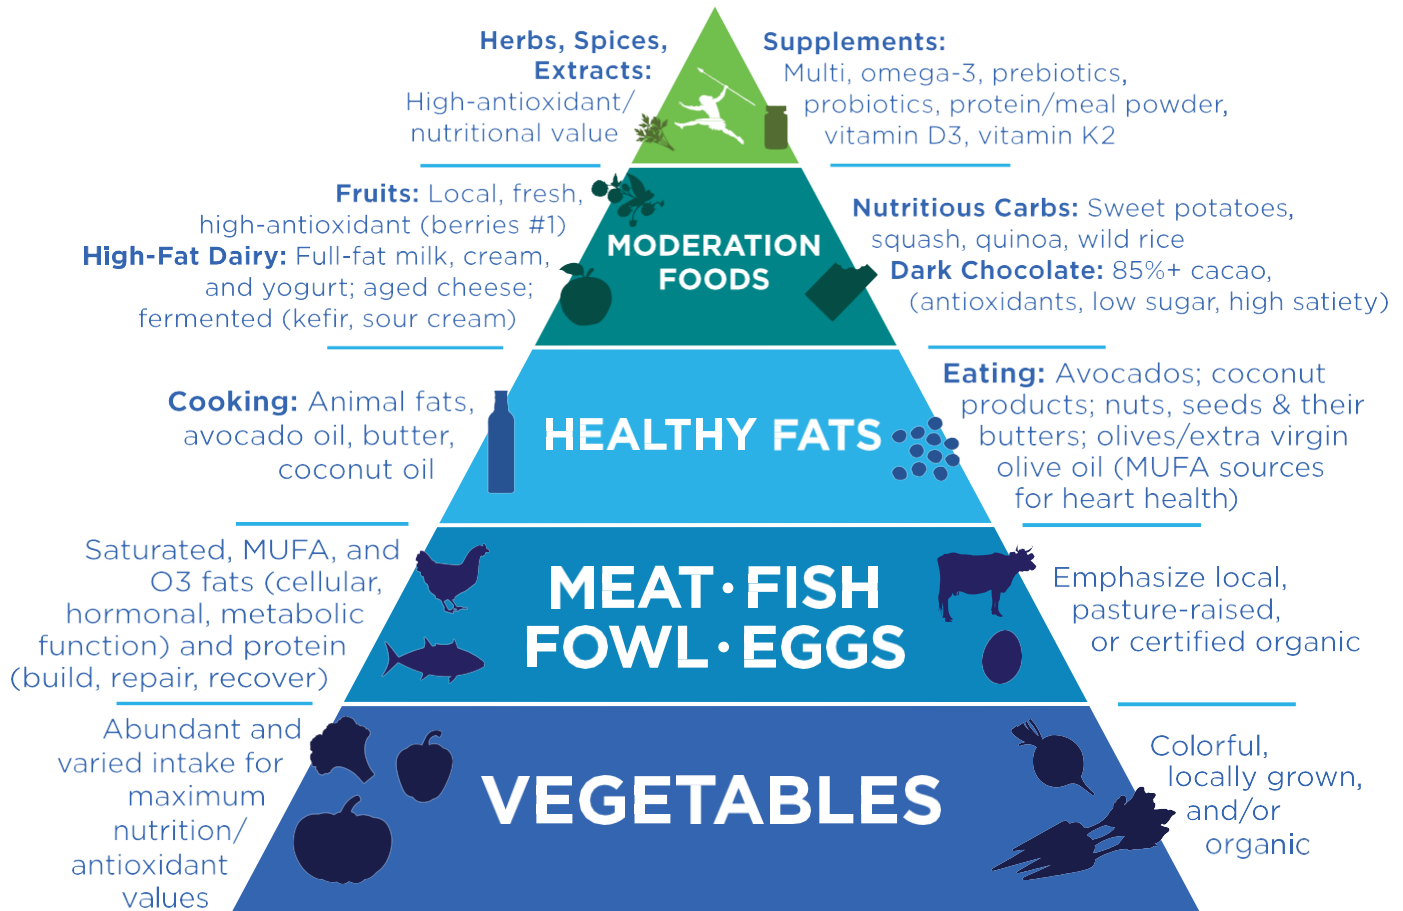 Herbs, Spices,
Extracts:
High-antioxidant/
nutritional value
Supplements:
Multi, omega-3, prebiotics,
probiotics, protein/meal powder,
vitamin D3, vitamin K2
Fruits: Local, fresh,
high-antioxidant (berries #1)
High-Fat Dairy: Full-fat milk, cream,
and yogurt; aged cheese;
fermented (kefir, sour cream)
MODERATION
FOODS
Nutritious Carbs: Sweet potatoes,
squash, quinoa, wild rice
Dark Chocolate: 85%+ cacao,
(antioxidants, low sugar, high satiety)
Cooking: Animal fats,
avocado oil, butter,
coconut oil
HEALTHY FATS
Eating: Avocados; coconut
products; nuts, seeds & their
butters; olives/extra virgin
olive oil (MUFA sources
for heart health)
Saturated, MUFA, and
O3 fats (cellular,
hormonal, metabolic
function) and protein
(build, repair, recover)
MEAT · FISH
FOWL · EGGS
Emphasize local,
pasture-raised,
or certified organic
Abundant and
varied intake for
maximum
nutrition/
antioxidant
values
VEGETABLES
Colorful,
locally grown,
and/or
organic